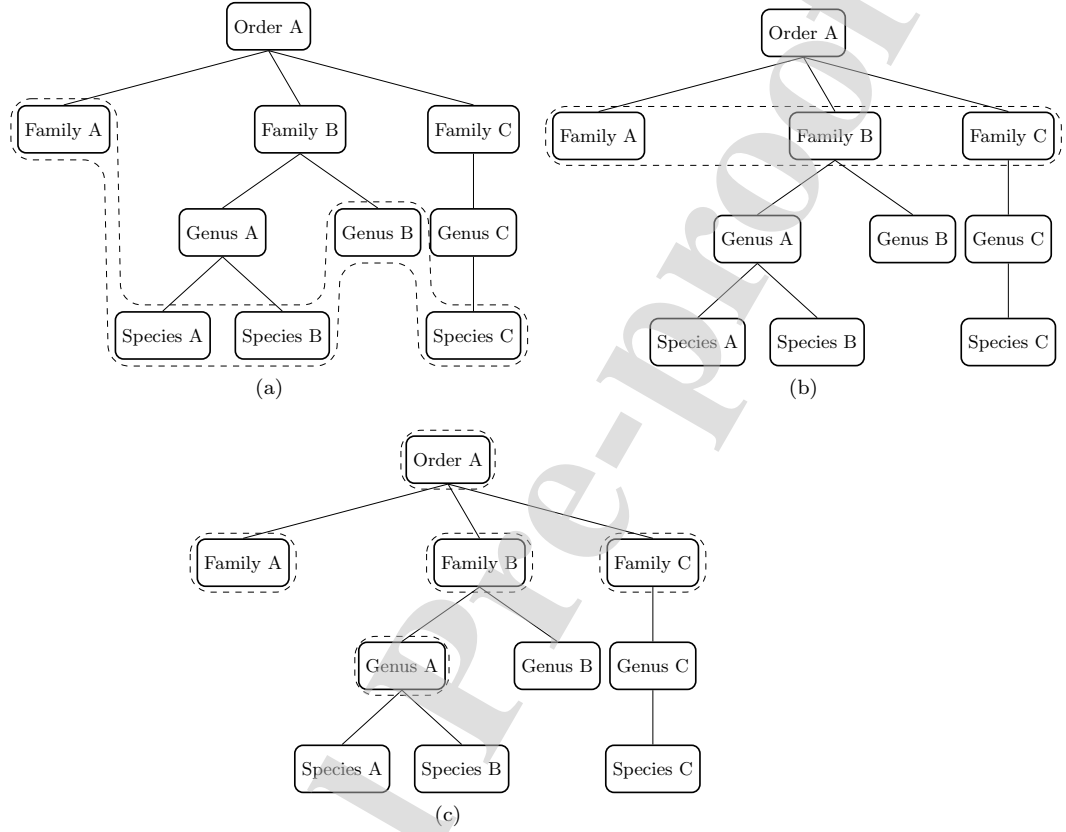 Order A
Family A
Family B
Family C
Genus A
Genus B
Genus C
Species A
Species B
Species C
(a)
Order A
Family A
Family B
Family C
Genus A
Genus B
Genus C
Species A
Species B
Species C
(b)
Order A
Family A
Family B
Family C
Genus A
Genus B
Genus C
Species A
Species B
Species C
(c)
l Pre-proof